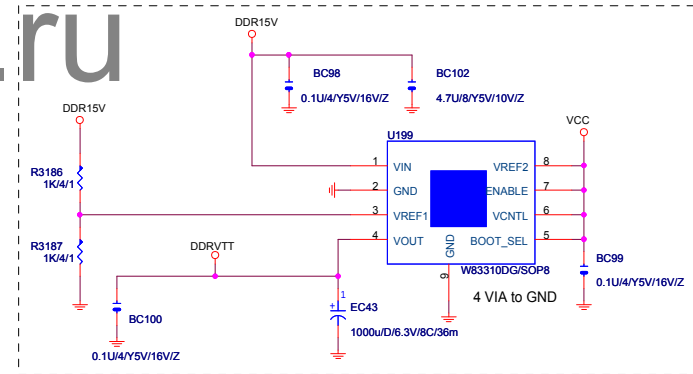 .ru
DDR15V
BC98
BC102
0.1U/4/Y5V/16V/Z
4.7U/8/Y5V/10V/Z
DDR15V
VCC
U199
R3186
1K/4/1
1 VIN VREF2 8
2 GND ENABLE 7
3 VREF1 VCNTL 6
4 VOUT BOOT_SEL 5
GND
9
R3187
1K/4/1
DDRVTT
W83310DG/SOP8
BC99
0.1U/4/Y5V/16V/Z
4 VIA to GND
1
+ EC43
BC100
1000u/D/6.3V/8C/36m
0.1U/4/Y5V/16V/Z